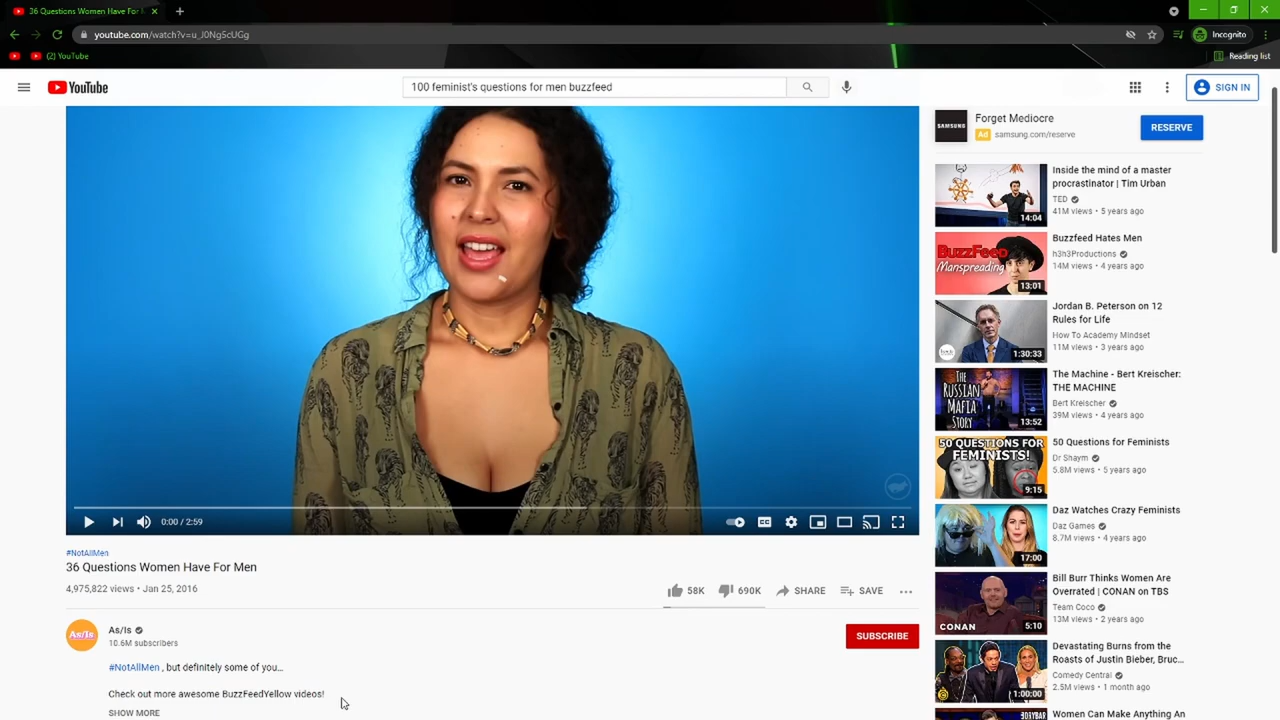 36 Questions Women Have For
youtube.com/watch?v=u_J0Ng5cUGg
Incognito
(2) YouTube
Reading list
YouTube
100 feminist's questions for men buzzfeed
SIGN IN
SAMSUNG
Forget Mediocre
Ad samsung.com/reserve
RESERVE
14:04
Inside the mind of a master
procrastinator | Tim Urban
TED
41M views • 5 years ago
BuzzFeed
Manspreading
13:01
Buzzfeed Hates Men
h3h3Productions
14M views • 4 years ago
1:30:33
Jordan B. Peterson on 12
Rules for Life
How To Academy Mindset
11M views • 3 years ago
THE
RUSSIAN
MAFIA
STORY
13:52
The Machine - Bert Kreischer:
THE MACHINE
Bert Kreischer
39M views • 4 years ago
50 QUESTIONS FOR
FEMINISTS!
9:15
50 Questions for Feminists
Dr Shaym
5.8M views • 5 years ago
17:00
Daz Watches Crazy Feminists
Daz Games
8.7M views • 4 years ago
CONAN
5:10
Bill Burr Thinks Women Are
Overrated | CONAN on TBS
Team Coco
13M views • 2 years ago
1:00:00
Devastating Burns from the
Roasts of Justin Bieber, Bruc...
Comedy Central
2.5M views • 1 month ago
Women Can Make Anything An
0:00 / 2:59
CC
#NotAllMen
36 Questions Women Have For Men
4,975,822 views • Jan 25, 2016
58K
690K
SHARE
SAVE
As/Is
As/Is
10.6M subscribers
SUBSCRIBE
#NotAllMen , but definitely some of you...
Check out more awesome BuzzFeedYellow videos!
SHOW MORE